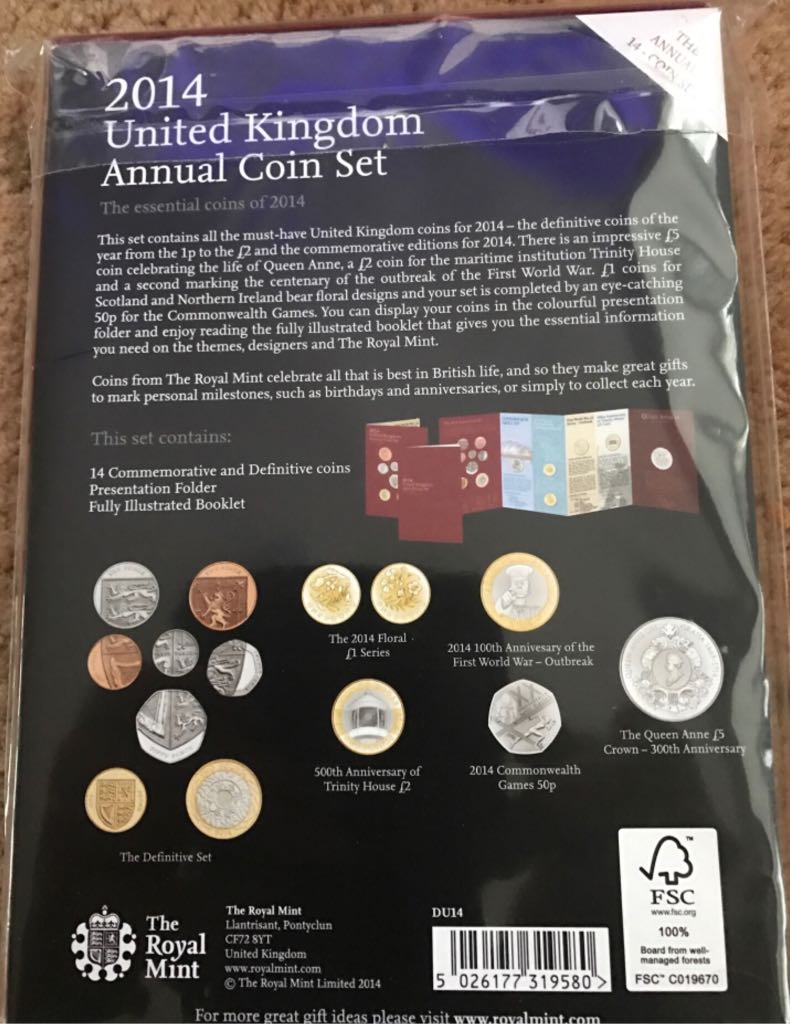 THE
ANNUAL
14-COIN SET
2014
United Kingdom
Annual Coin Set
The essential coins of 2014
This set contains all the must-have United Kingdom coins for 2014 – the definitive coins of the
year from the 1p to the £2 and the commemorative editions for 2014. There is an impressive £5
coin celebrating the life of Queen Anne, a £2 coin for the maritime institution Trinity House
and a second marking the centenary of the outbreak of the First World War. £1 coins for
Scotland and Northern Ireland bear floral designs and your set is completed by an eye-catching
50p for the Commonwealth Games. You can display your coins in the colourful presentation
folder and enjoy reading the fully illustrated booklet that gives you the essential information
you need on the themes, designers and The Royal Mint.
Coins from The Royal Mint celebrate all that is best in British life, and so they make great gifts
to mark personal milestones, such as birthdays and anniversaries, or simply to collect each year.
This set contains:
14 Commemorative and Definitive coins
Presentation Folder
Fully Illustrated Booklet
The 2014 Floral
£1 Series
2014 100th Annivesary of the
First World War – Outbreak
500th Anniversary of
Trinity House £2
2014 Commonwealth
Games 50p
The Queen Anne £5
Crown – 300th Anniversary
The Definitive Set
The
Royal
Mint
The Royal Mint
Llantrisant, Pontyclun
CF72 8YT
United Kingdom
www.royalmint.com
© The Royal Mint Limited 2014
DU14
5 026177 319580 >
FSC
www.fsc.org
100%
Board from well-
managed forests
FSC™ C019670
For more great gift ideas please visit www.royalmint.com